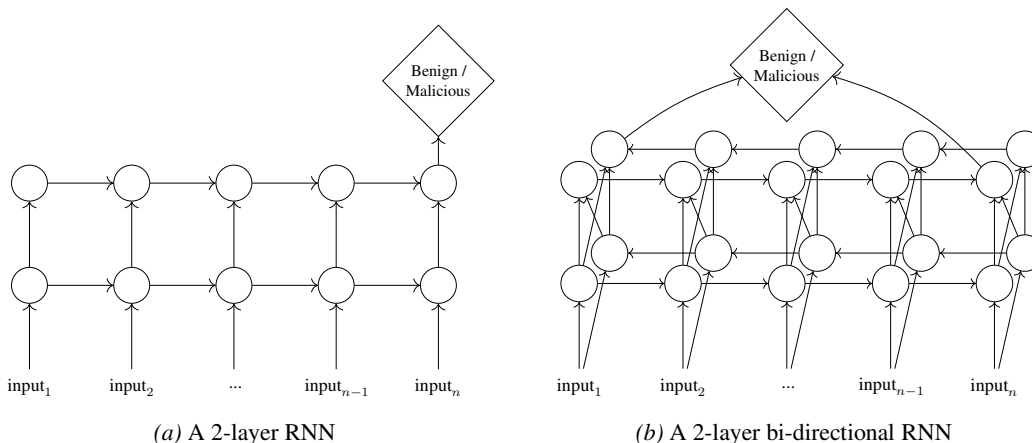 Benign /
Malicious
input₁ input₂ ... inputₙ₋₁ inputₙ
(a) A 2-layer RNN
Benign /
Malicious
input₁ input₂ ... inputₙ₋₁ inputₙ
(b) A 2-layer bi-directional RNN